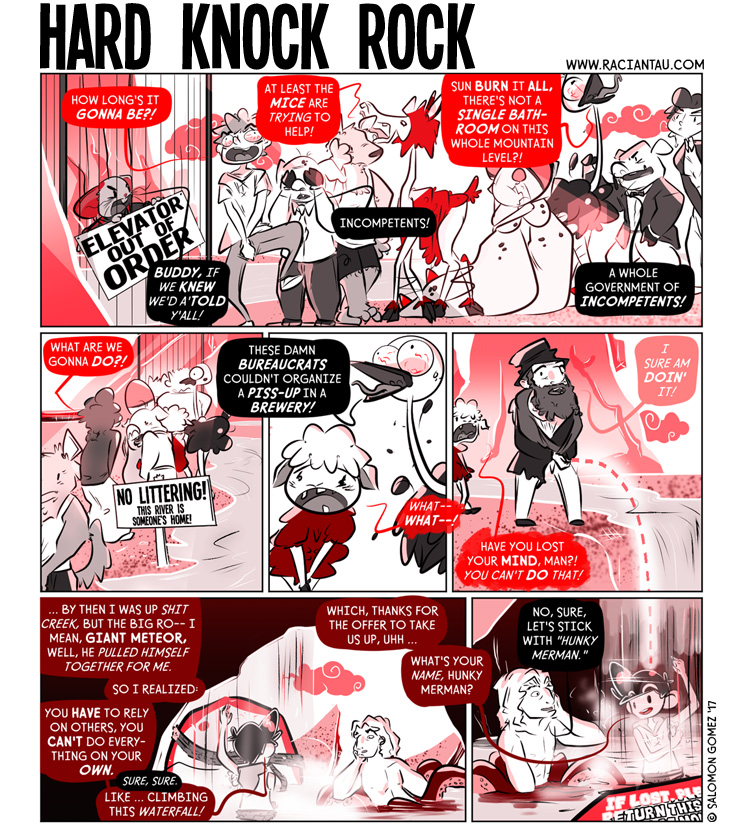 HARD KNOCK ROCK
WWW.RACIANTAU.COM
HOW LONG'S IT
GONNA BE?!
ELEVATOR
OUT OF
ORDER
BUDDY, IF
WE KNEW
WE'D A'TOLD
Y'ALL!
AT LEAST THE
MICE ARE
TRYING TO
HELP!
INCOMPETENTS!
SUN BURN IT ALL,
THERE'S NOT A
SINGLE BATH-
ROOM ON THIS
WHOLE MOUNTAIN
LEVEL?!
A WHOLE
GOVERNMENT OF
INCOMPETENTS!
WHAT ARE WE
GONNA DO?!
NO LITTERING!
THIS RIVER IS
SOMEONE'S HOME!
THESE DAMN
BUREAUCRATS
COULDN'T ORGANIZE
A PISS-UP IN A
BREWERY!
WHAT--
WHAT--!
I
SURE AM
DOIN'
IT!
HAVE YOU LOST
YOUR MIND, MAN?!
YOU CAN'T DO THAT!
... BY THEN I WAS UP SHIT
CREEK, BUT THE BIG RO-- I
MEAN, GIANT METEOR,
WELL, HE PULLED HIMSELF
TOGETHER FOR ME.
SO I REALIZED:
YOU HAVE TO RELY
ON OTHERS, YOU
CAN'T DO EVERY-
THING ON YOUR
OWN.
SURE, SURE.
LIKE ... CLIMBING
THIS WATERFALL!
WHICH, THANKS FOR
THE OFFER TO TAKE
US UP, UHH ...
WHAT'S YOUR
NAME, HUNKY
MERMAN?
NO, SURE,
LET'S STICK
WITH "HUNKY
MERMAN."
IF LOST, PLE
RETURN THIS
© SALOMON GOMEZ '17